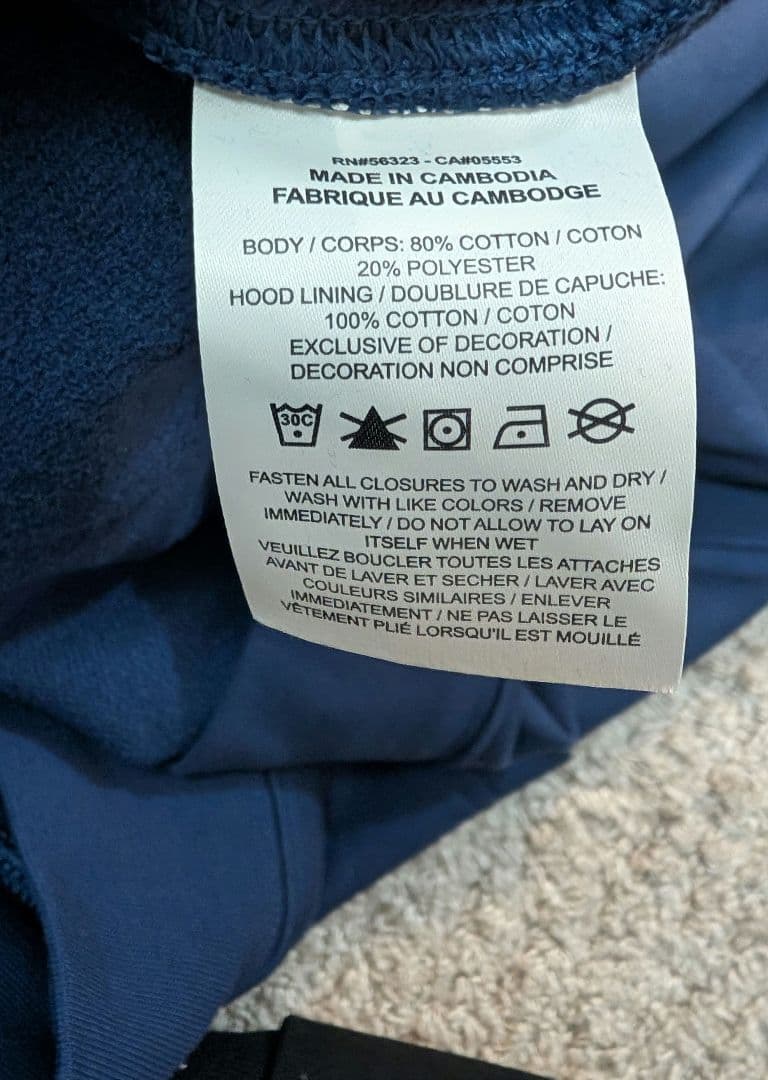 RN#56323 - CA#05553
MADE IN CAMBODIA
FABRIQUE AU CAMBODGE
BODY / CORPS: 80% COTTON / COTON
20% POLYESTER
HOOD LINING / DOUBLURE DE CAPUCHE:
100% COTTON / COTON
EXCLUSIVE OF DECORATION /
DECORATION NON COMPRISE
30C
FASTEN ALL CLOSURES TO WASH AND DRY /
WASH WITH LIKE COLORS / REMOVE
IMMEDIATELY / DO NOT ALLOW TO LAY ON
ITSELF WHEN WET
VEUILLEZ BOUCLER TOUTES LES ATTACHES
AVANT DE LAVER ET SECHER / LAVER AVEC
COULEURS SIMILAIRES / ENLEVER
IMMEDIATEMENT / NE PAS LAISSER LE
VÊTEMENT PLIÉ LORSQU'IL EST MOUILLÉ